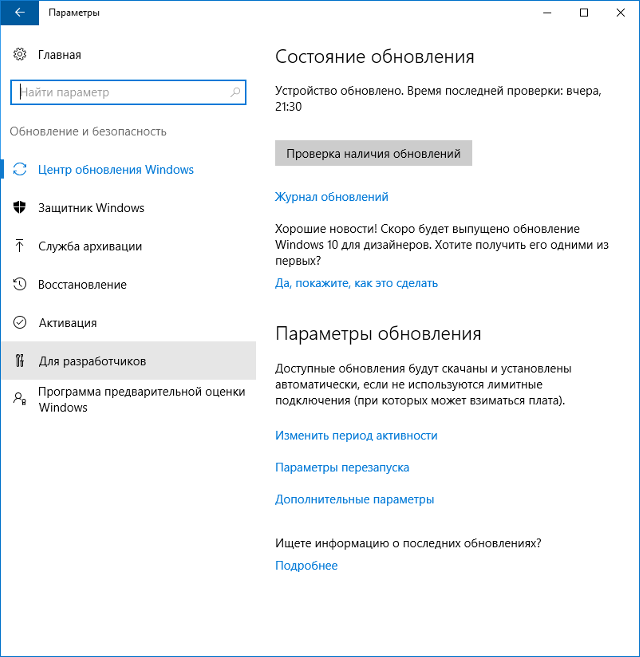 Параметры
Главная
Найти параметр
Обновление и безопасность
Центр обновления Windows
Защитник Windows
Служба архивации
Восстановление
Активация
Для разработчиков
Программа предварительной оценки
Windows
Состояние обновления
Устройство обновлено. Время последней проверки: вчера,
21:30
Проверка наличия обновлений
Журнал обновлений
Хорошие новости! Скоро будет выпущено обновление
Windows 10 для дизайнеров. Хотите получить его одними из
первых?
Да, покажите, как это сделать
Параметры обновления
Доступные обновления будут скачаны и установлены
автоматически, если не используются лимитные
подключения (при которых может взиматься плата).
Изменить период активности
Параметры перезапуска
Дополнительные параметры
Ищете информацию о последних обновлениях?
Подробнее